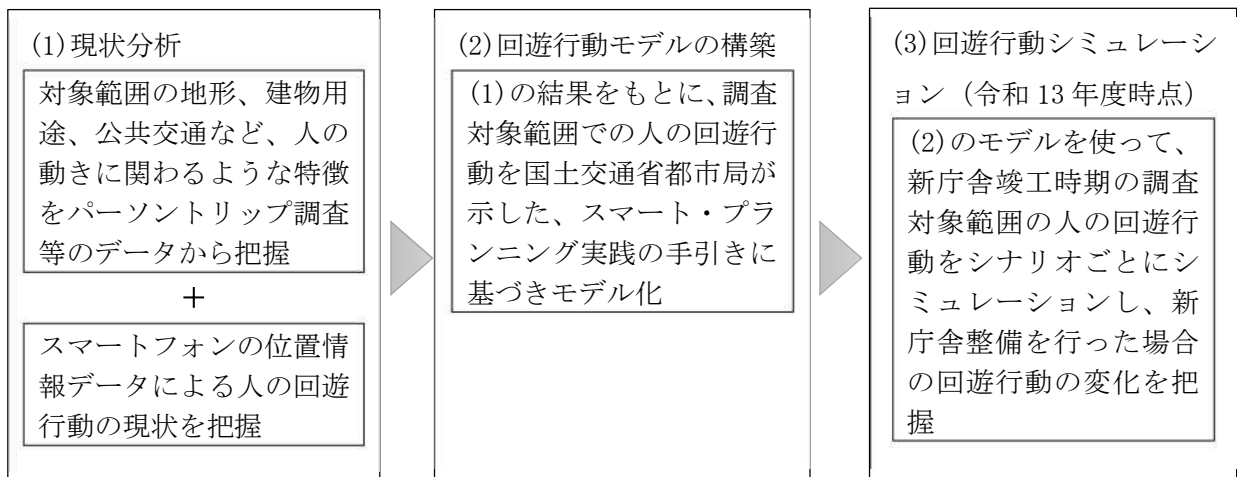 (1)現状分析
対象範囲の地形、建物用
途、公共交通など、人の
動きに関わるような特徴
をパーソントリップ調査
等のデータから把握
+
スマートフォンの位置情
報データによる人の回遊
行動の現状を把握
(2)回遊行動モデルの構築
(1)の結果をもとに、調査
対象範囲での人の回遊行
動を国土交通省都市局が
示した、スマート・プラ
ンニング実践の手引きに
基づきモデル化
(3)回遊行動シミュレーシ
ョン（令和 13 年度時点）
(2)のモデルを使って、
新庁舎竣工時期の調査
対象範囲の人の回遊行
動をシナリオごとにシ
ミュレーションし、新
庁舎整備を行った場合
の回遊行動の変化を把
握